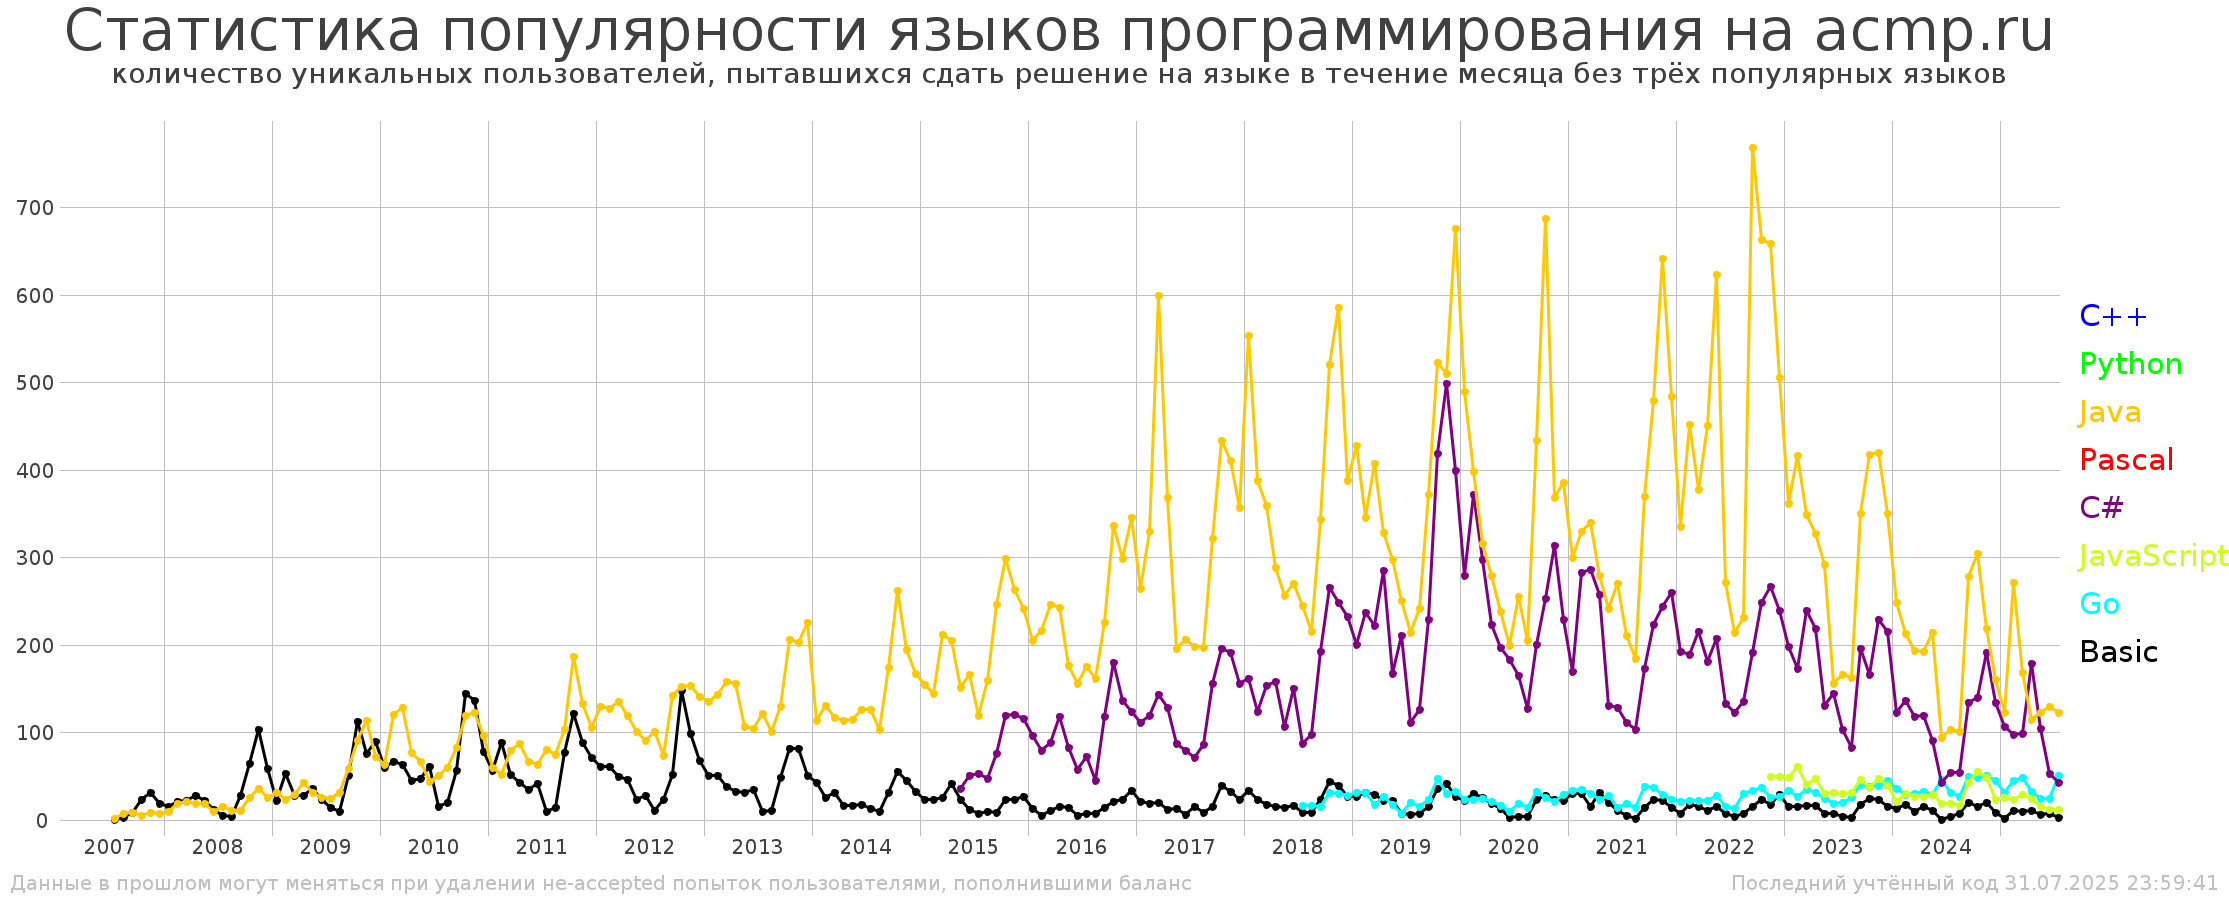 Статистика популярности языков программирования на acmp.ru
количество уникальных пользователей, пытавшихся сдать решение на языке в течение месяца без трёх популярных языков
700
600
500
400
300
200
100
0
2007 2008 2009 2010 2011 2012 2013 2014 2015 2016 2017 2018 2019 2020 2021 2022 2023 2024
C++
Python
Java
Pascal
C#
JavaScript
Go
Basic
Данные в прошлом могут меняться при удалении не-accepted попыток пользователями, пополнившими баланс
Последний учтённый код 31.07.2025 23:59:41